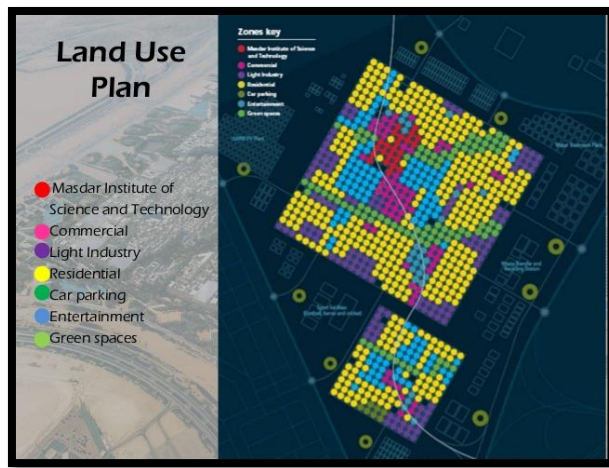 Land Use
Plan
Masdar Institute of
Science and Technology
Commercial
Light Industry
Residential
Car parking
Entertainment
Green spaces
Zones key
Masdar Institute of Science
and Technology
Commercial
Light Industry
Residential
Car parking
Entertainment
Green spaces